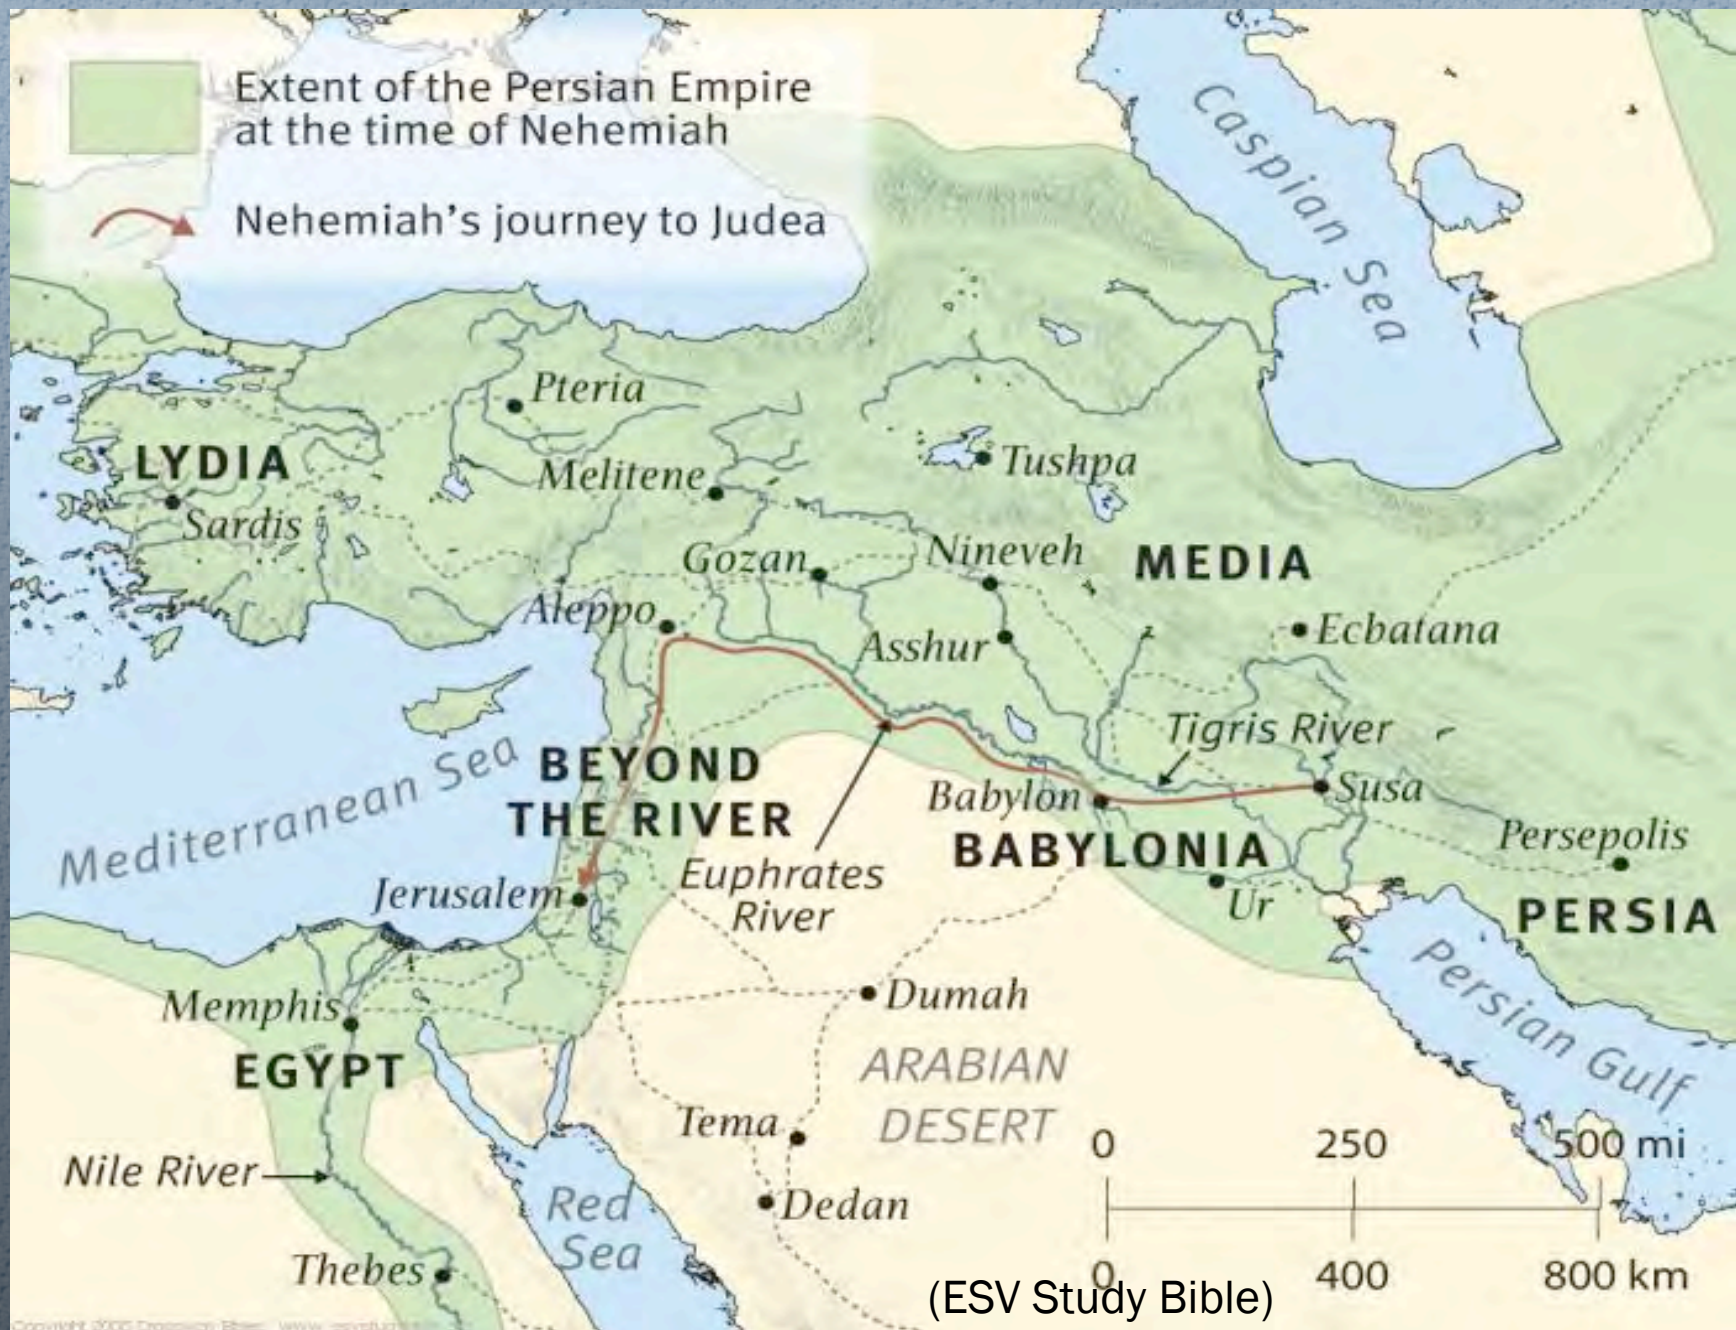 Extent of the Persian Empire
at the time of Nehemiah
Nehemiah's journey to Judea
Caspian Sea
Pteria
LYDIA
Sardis
Melitene
Tushpa
Gozan
Nineveh
MEDIA
Aleppo
Asshur
Ecbatana
Mediterranean Sea
BEYOND
THE RIVER
Tigris River
Babylon
Susa
BABYLONIA
Persepolis
Jerusalem
Euphrates
River
Ur
PERSIA
Persian Gulf
Memphis
Dumah
EGYPT
ARABIAN
DESERT
Tema
Nile River
Red
Sea
Dedan
Thebes
0 250 500 mi
0 400 800 km
(ESV Study Bible)